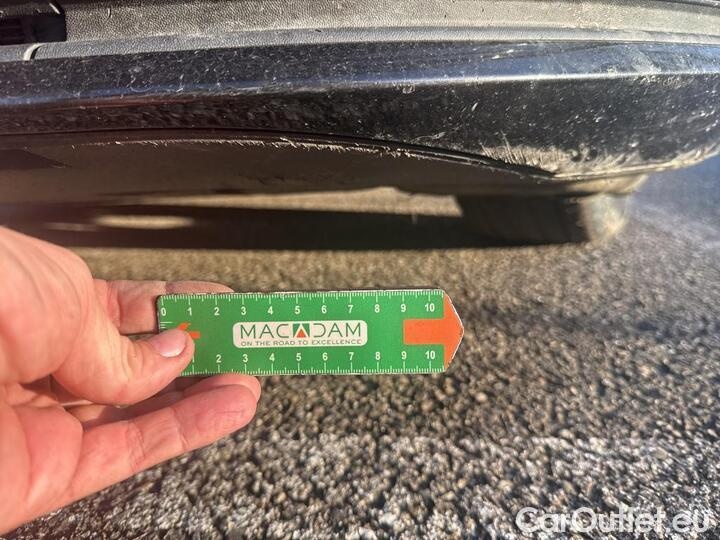 0 1 2 3 4 5 6 7 8 9 10
MACADAM
ON THE ROAD TO EXCELLENCE
2 3 4 5 6 7 8 9 10
CarOutlet.eu